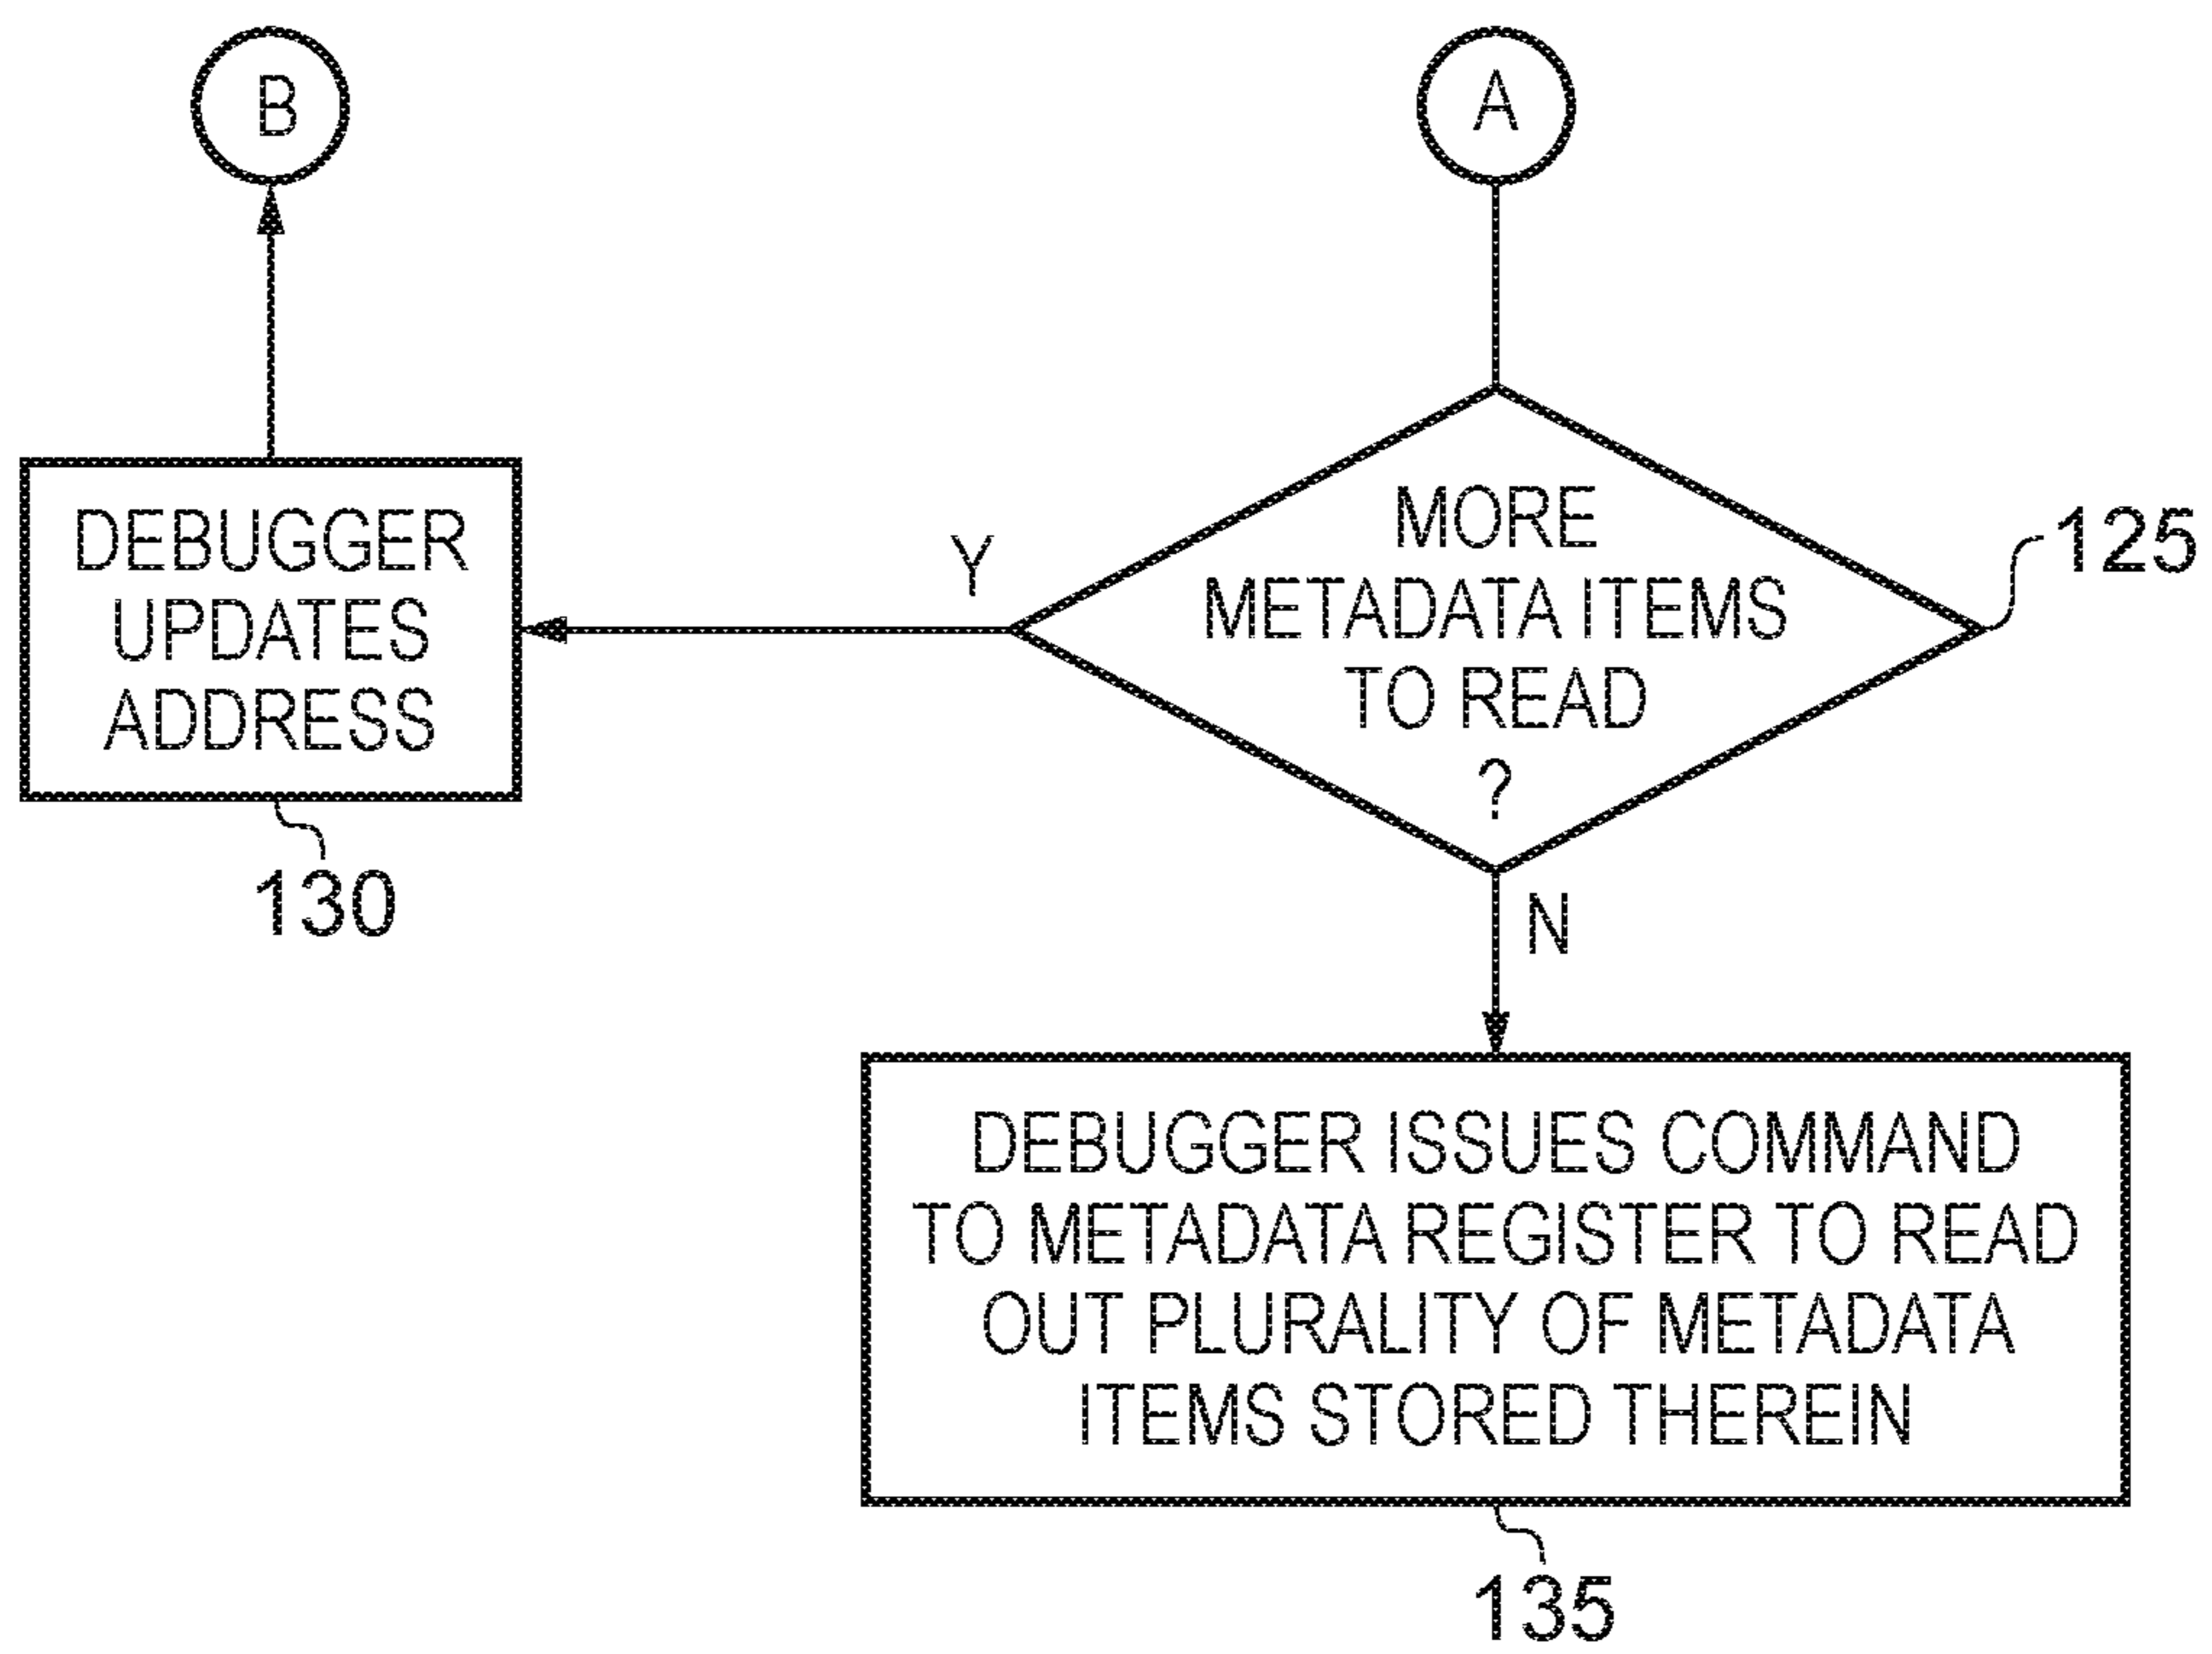 B
A
MORE
METADATA ITEMS
TO READ
?
125
Y
DEBUGGER
UPDATES
ADDRESS
130
N
DEBUGGER ISSUES COMMAND
TO METADATA REGISTER TO READ
OUT PLURALITY OF METADATA
ITEMS STORED THEREIN
135